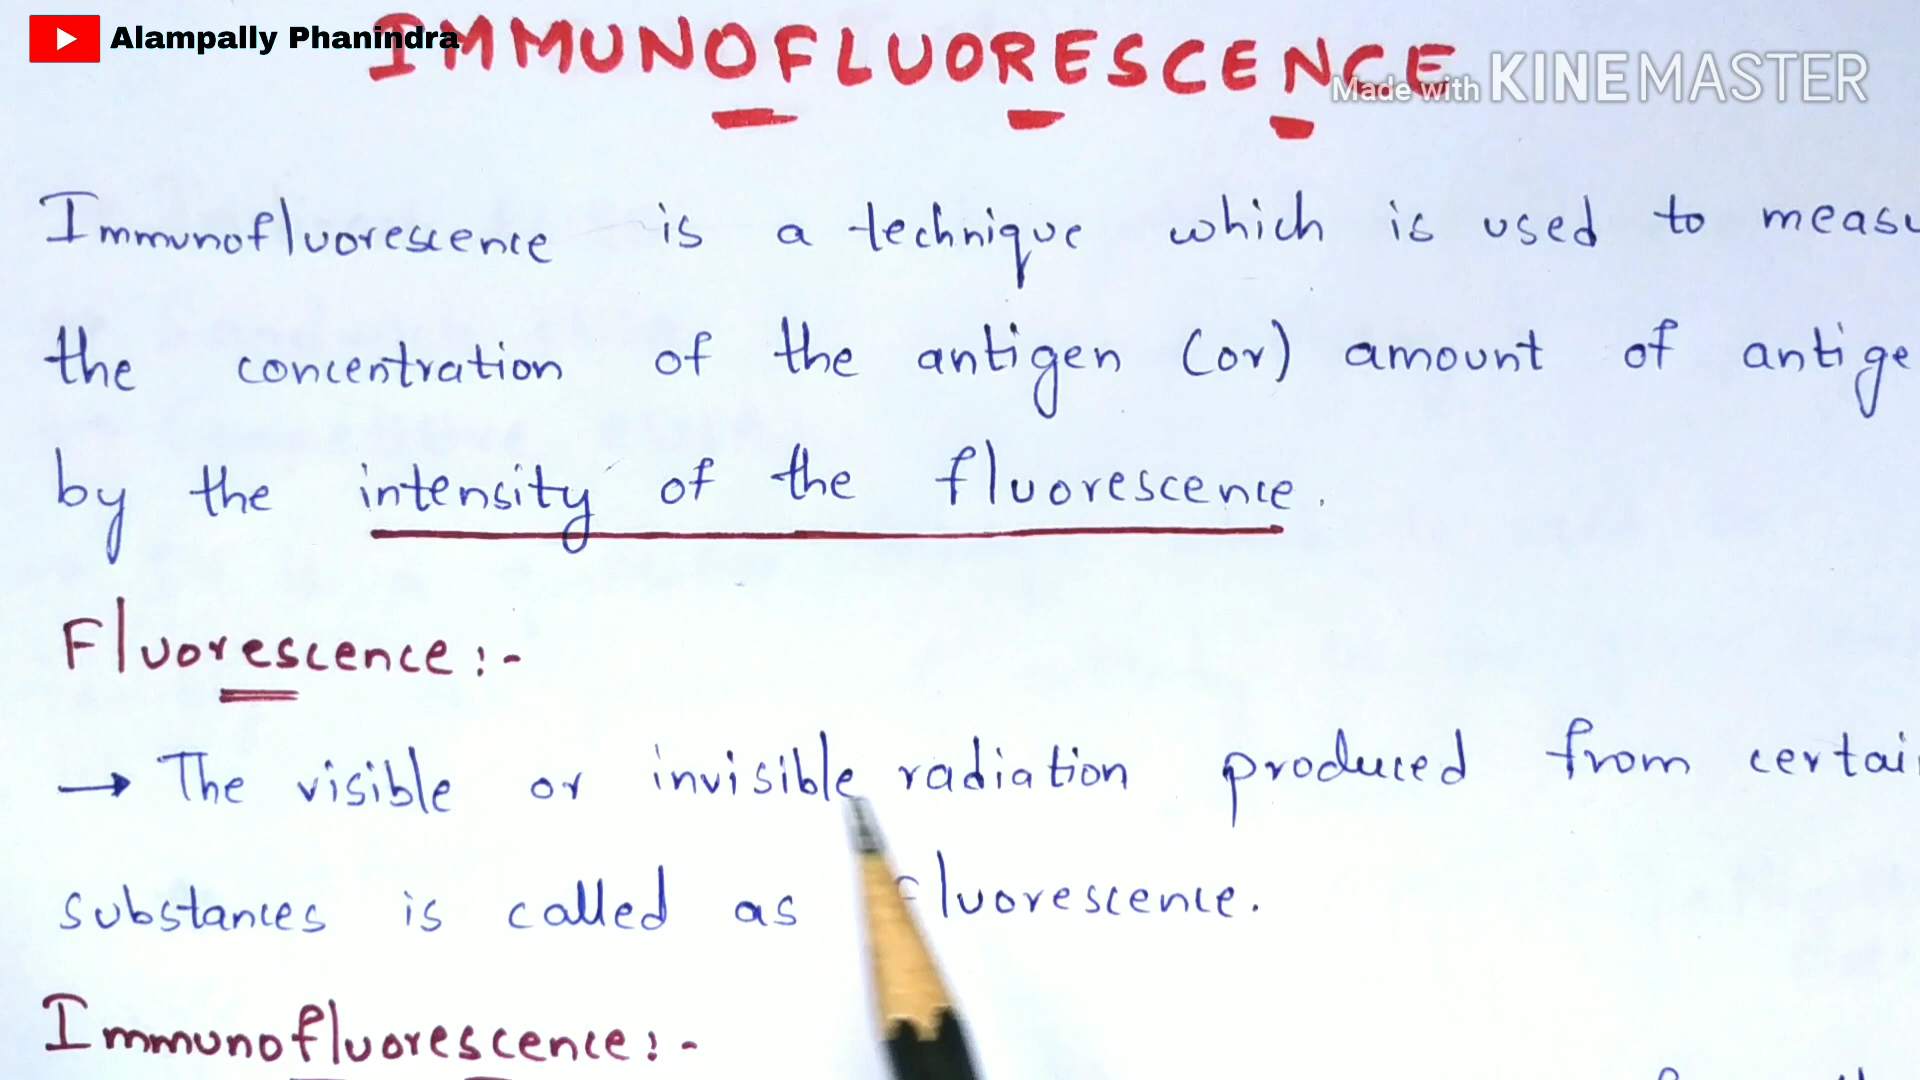 Alampally Phanindra
IMMUNOFLUORESCENCE
Made with KINEMASTER
Immunofluorescence is a technique which is used to measu
the concentration of the antigen (or) amount of antige
by the intensity of the fluorescence.
Fluorescence:-
→ The visible or invisible radiation produced from certai
substances is called as fluorescence.
Immunofluorescence:-